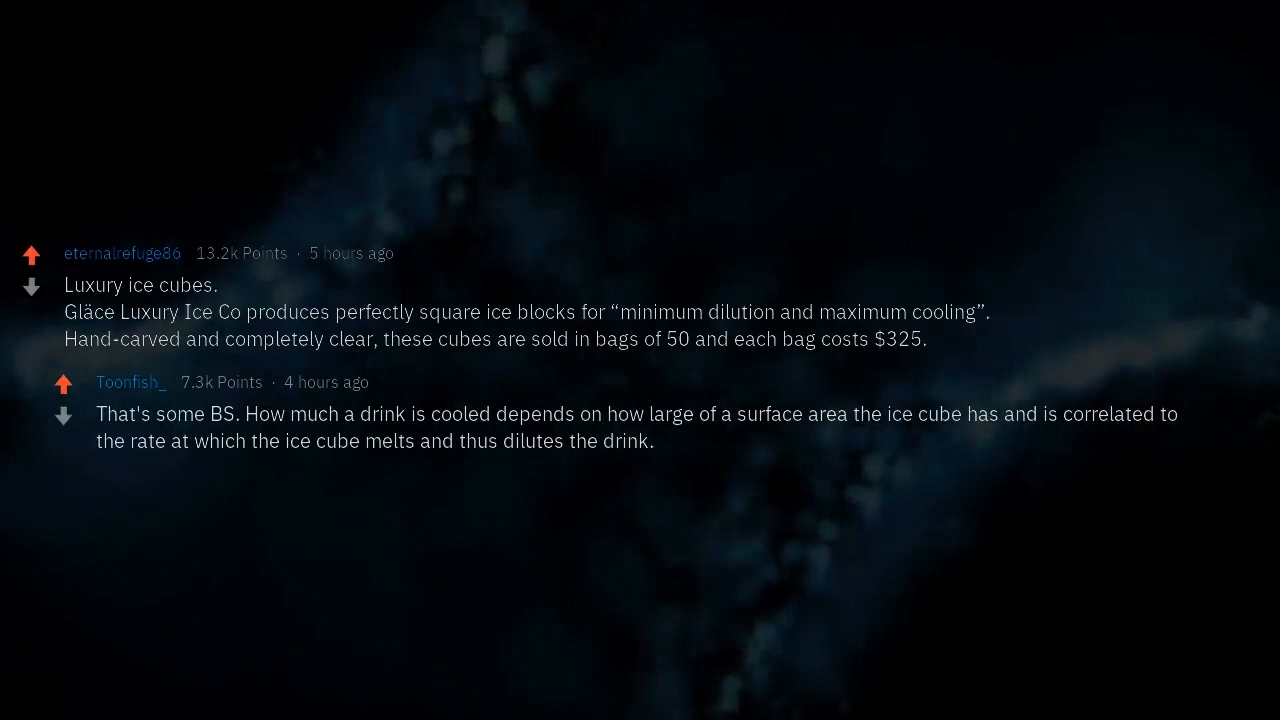 eternalrefuge86 13.2k Points · 5 hours ago
Luxury ice cubes.
Gläce Luxury Ice Co produces perfectly square ice blocks for “minimum dilution and maximum cooling”.
Hand-carved and completely clear, these cubes are sold in bags of 50 and each bag costs $325.
Toonfish_ 7.3k Points · 4 hours ago
That's some BS. How much a drink is cooled depends on how large of a surface area the ice cube has and is correlated to
the rate at which the ice cube melts and thus dilutes the drink.